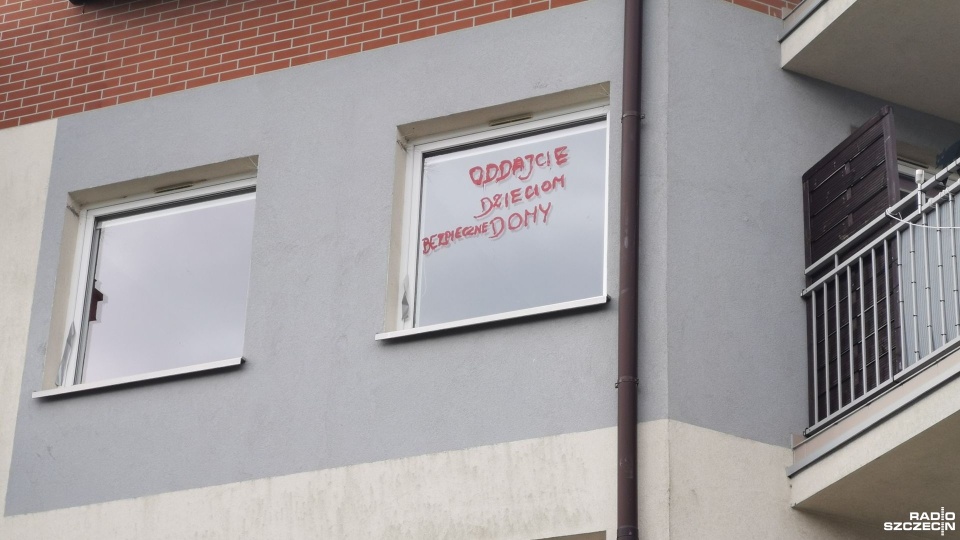 ODDAJCIE
DZIECIOM
BEZPIECZNE DOMY
RADIO
SZCZECIN